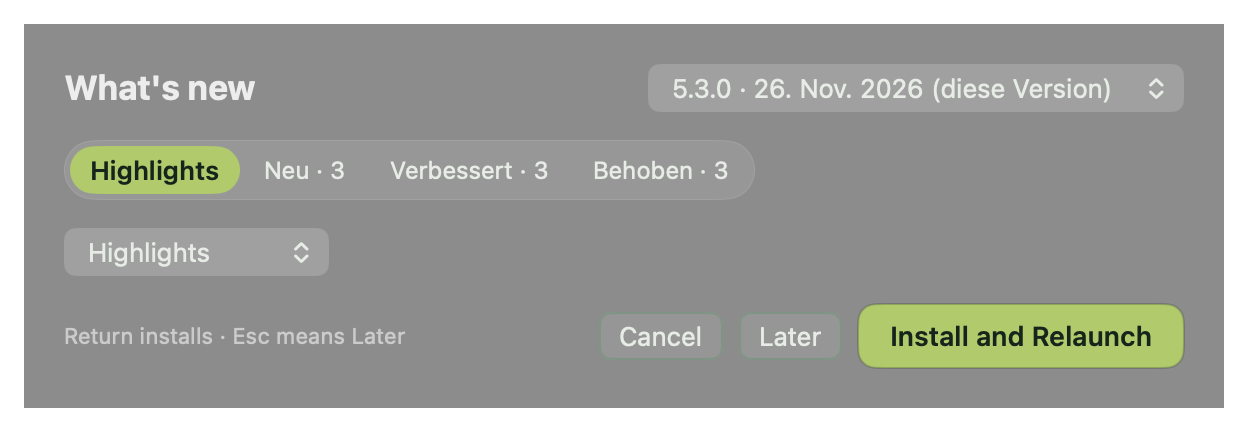 What's new
5.3.0 · 26. Nov. 2026 (diese Version)
Highlights
Neu · 3
Verbessert · 3
Behoben · 3
Highlights
Return installs · Esc means Later
Cancel
Later
Install and Relaunch